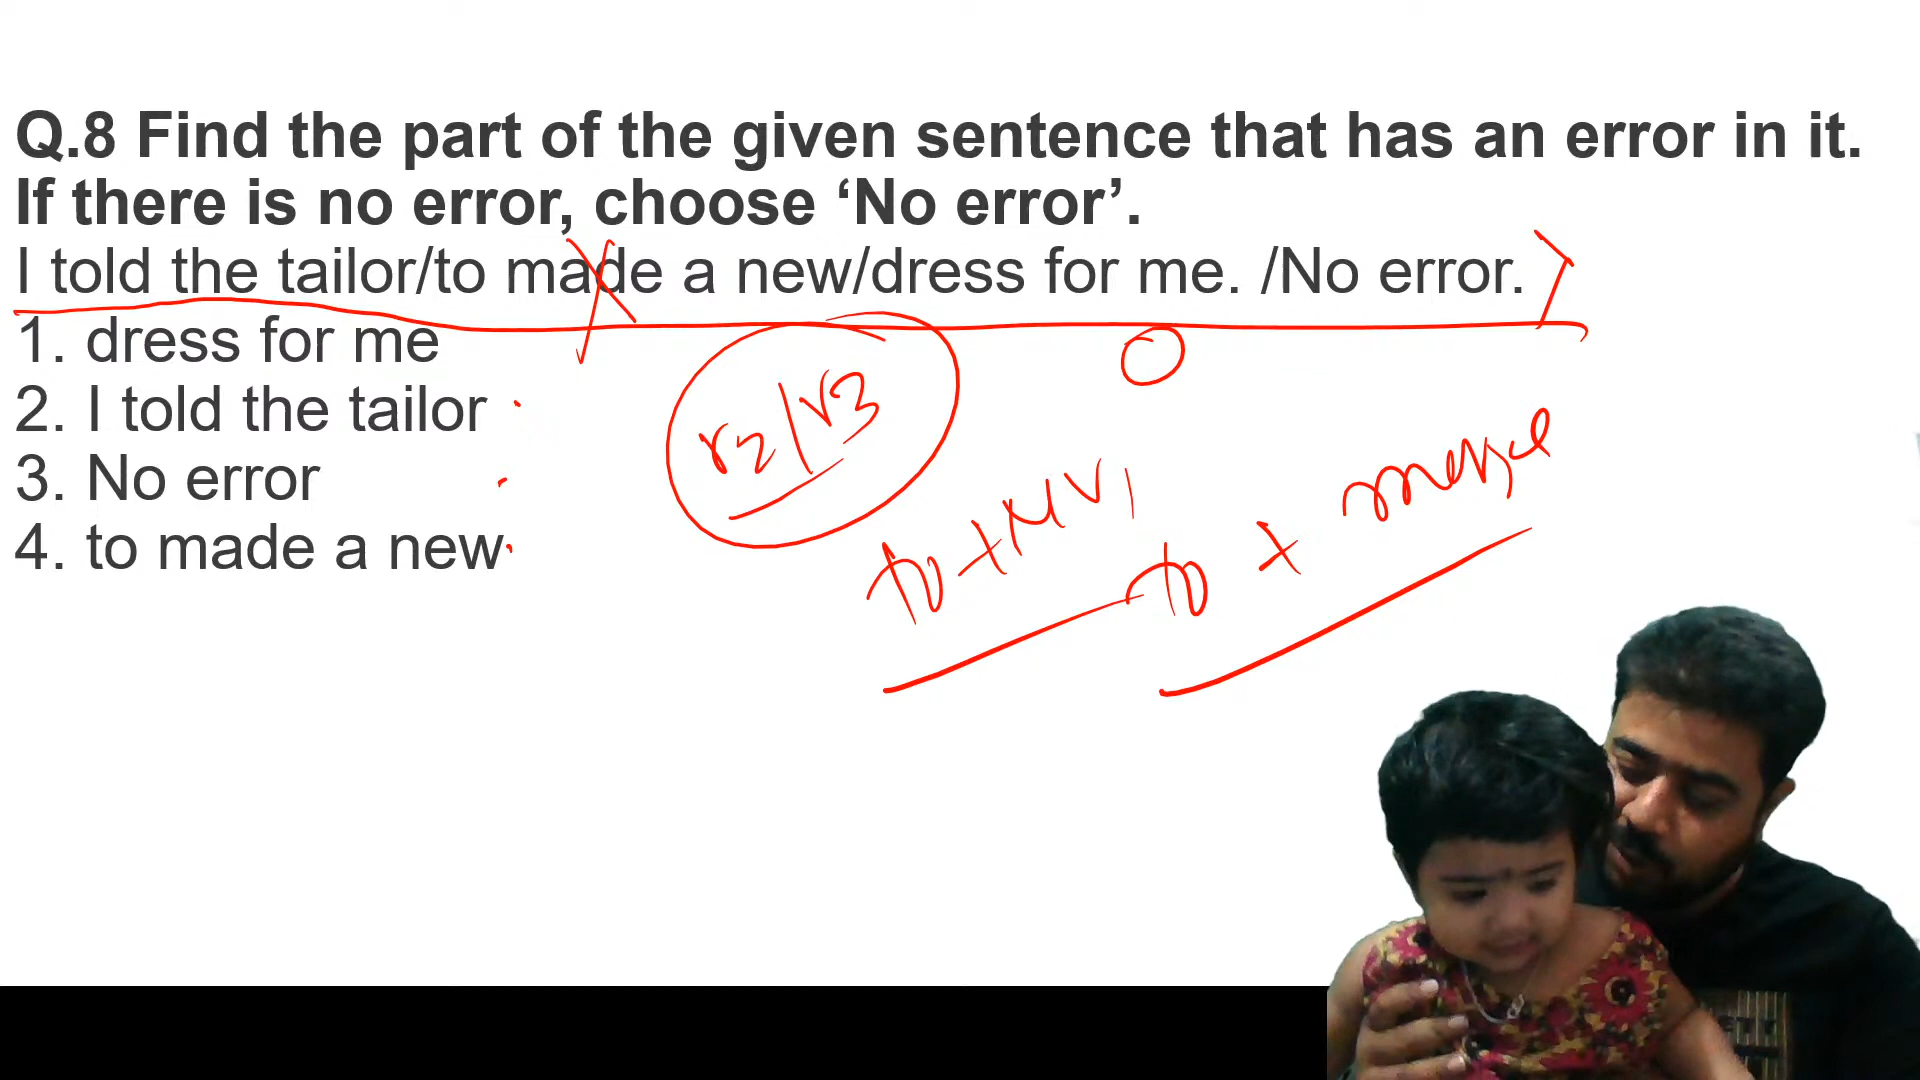 Q.8 Find the part of the given sentence that has an error in it.
If there is no error, choose ‘No error’.
I told the tailor/to made a new/dress for me. /No error.
1. dress for me
2. I told the tailor
3. No error
4. to made a new
V2/V3
to+MV1
to +